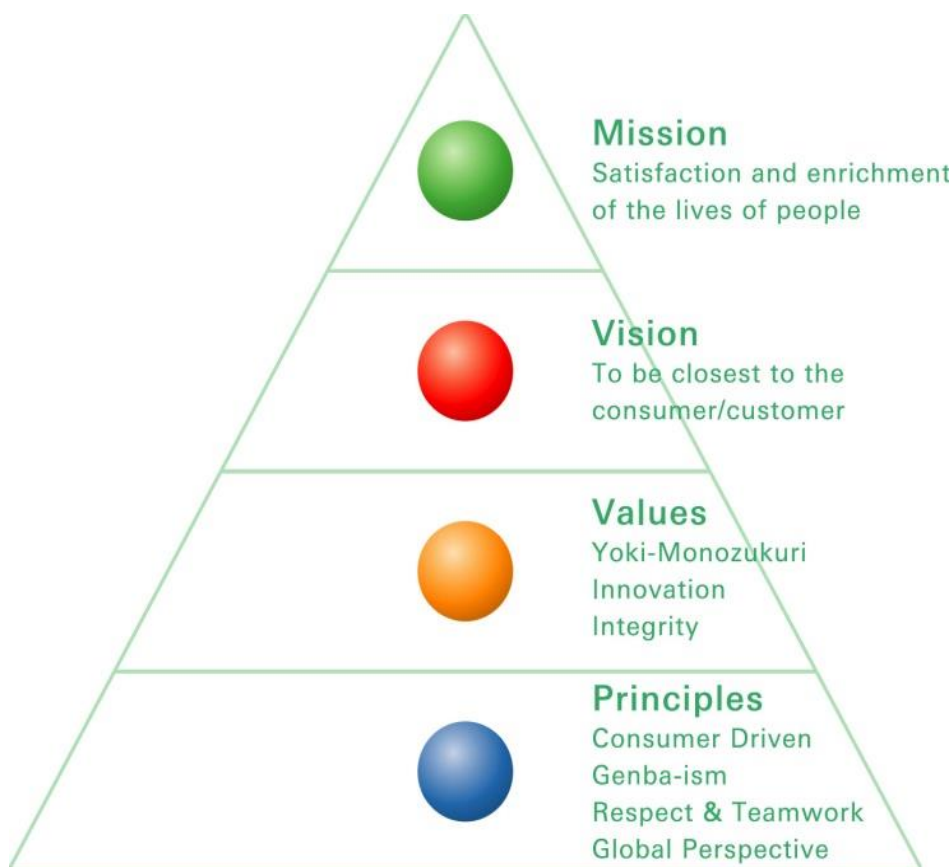 Mission
Satisfaction and enrichment
of the lives of people
Vision
To be closest to the
consumer/customer
Values
Yoki-Monozukuri
Innovation
Integrity
Principles
Consumer Driven
Genba-ism
Respect & Teamwork
Global Perspective